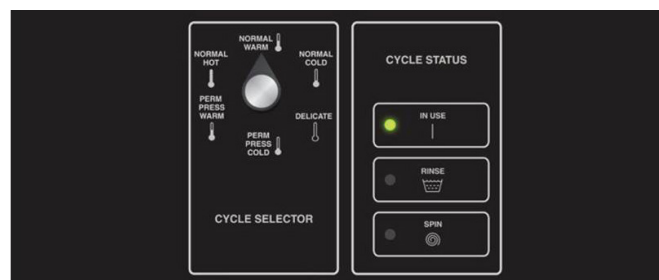 NORMAL
WARM
NORMAL
HOT
NORMAL
COLD
PERM
PRESS
WARM
DELICATE
PERM
PRESS
COLD
CYCLE SELECTOR
CYCLE STATUS
IN USE
RINSE
SPIN